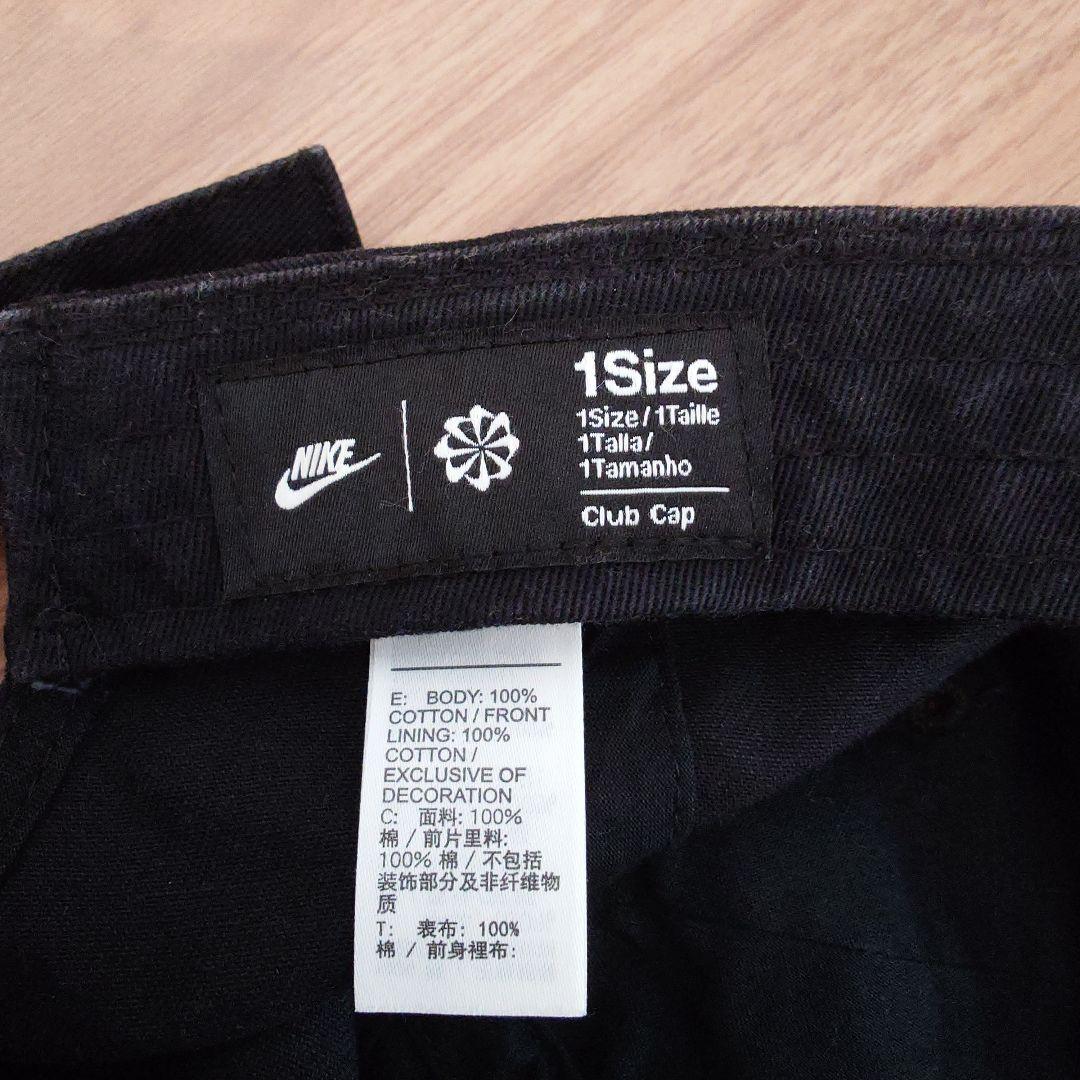 NIKE
1Size
1Size/1Taille
1Talla/
1Tamanho
Club Cap
E: BODY: 100%
COTTON / FRONT
LINING: 100%
COTTON /
EXCLUSIVE OF
DECORATION
C: 面料: 100%
棉 / 前片里料:
100% 棉 / 不包括
装饰部分及非纤维物
质
T: 表布: 100%
棉 / 前身裡布: